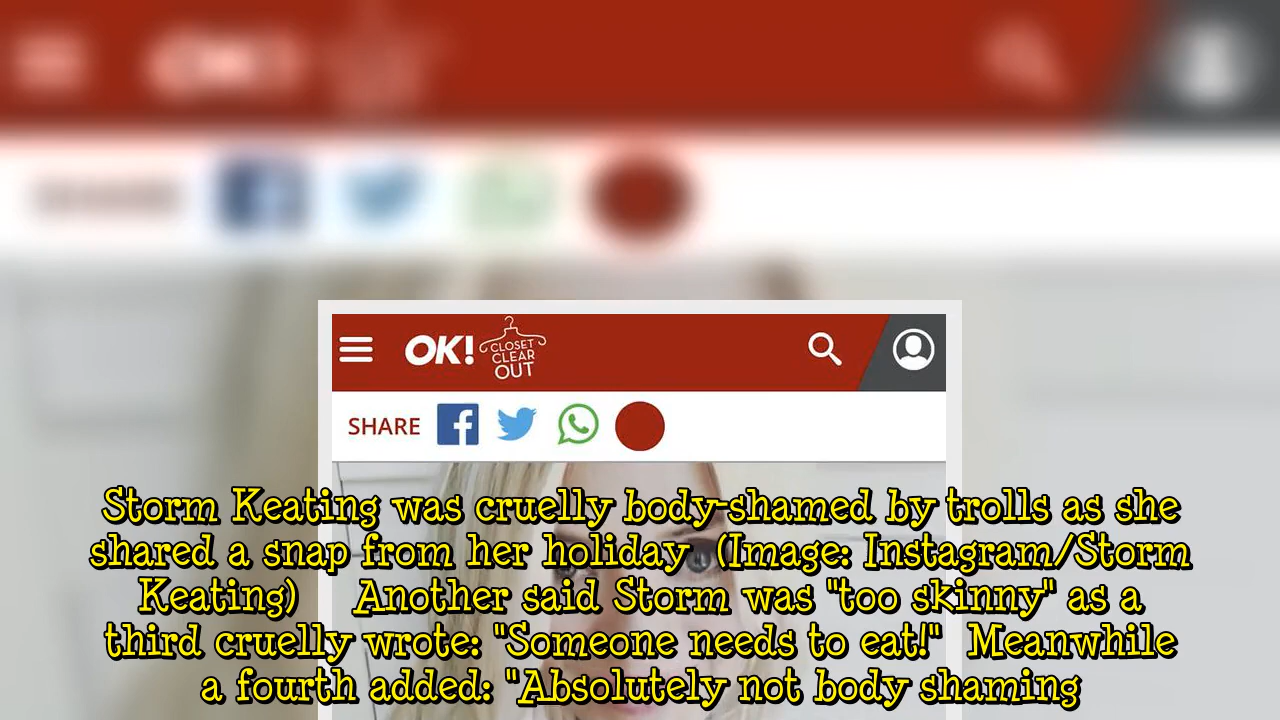 OK!
CLOSET
CLEAR
OUT
SHARE
Storm Keating was cruelly body-shamed by trolls as she
shared a snap from her holiday (Image: Instagram/Storm
Keating) Another said Storm was "too skinny" as a
third cruelly wrote: "Someone needs to eat!" Meanwhile
a fourth added: "Absolutely not body shaming